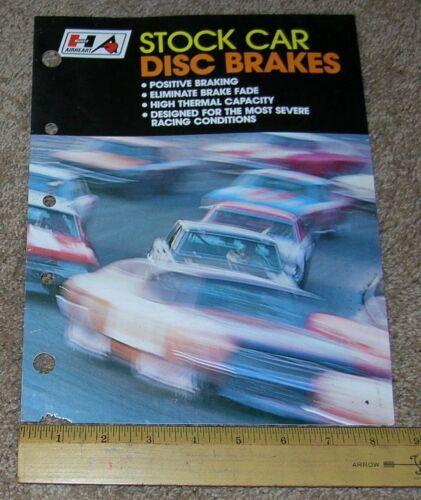 HA
AIRHEART
STOCK CAR
DISC BRAKES
• POSITIVE BRAKING
• ELIMINATE BRAKE FADE
• HIGH THERMAL CAPACITY
• DESIGNED FOR THE MOST SEVERE
RACING CONDITIONS
1 2 3 4 5 6 7 8 9
ARROW